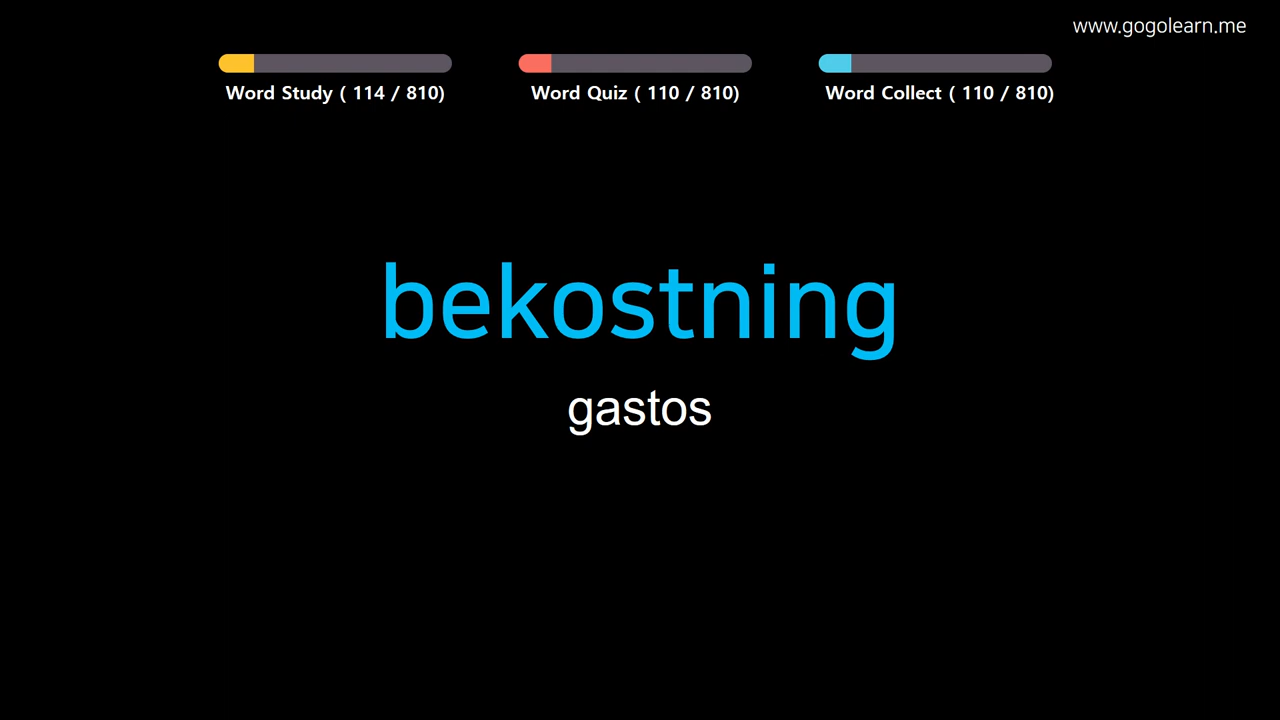 www.gogolearn.me
Word Study ( 114 / 810)
Word Quiz ( 110 / 810)
Word Collect ( 110 / 810)
bekostning
gastos